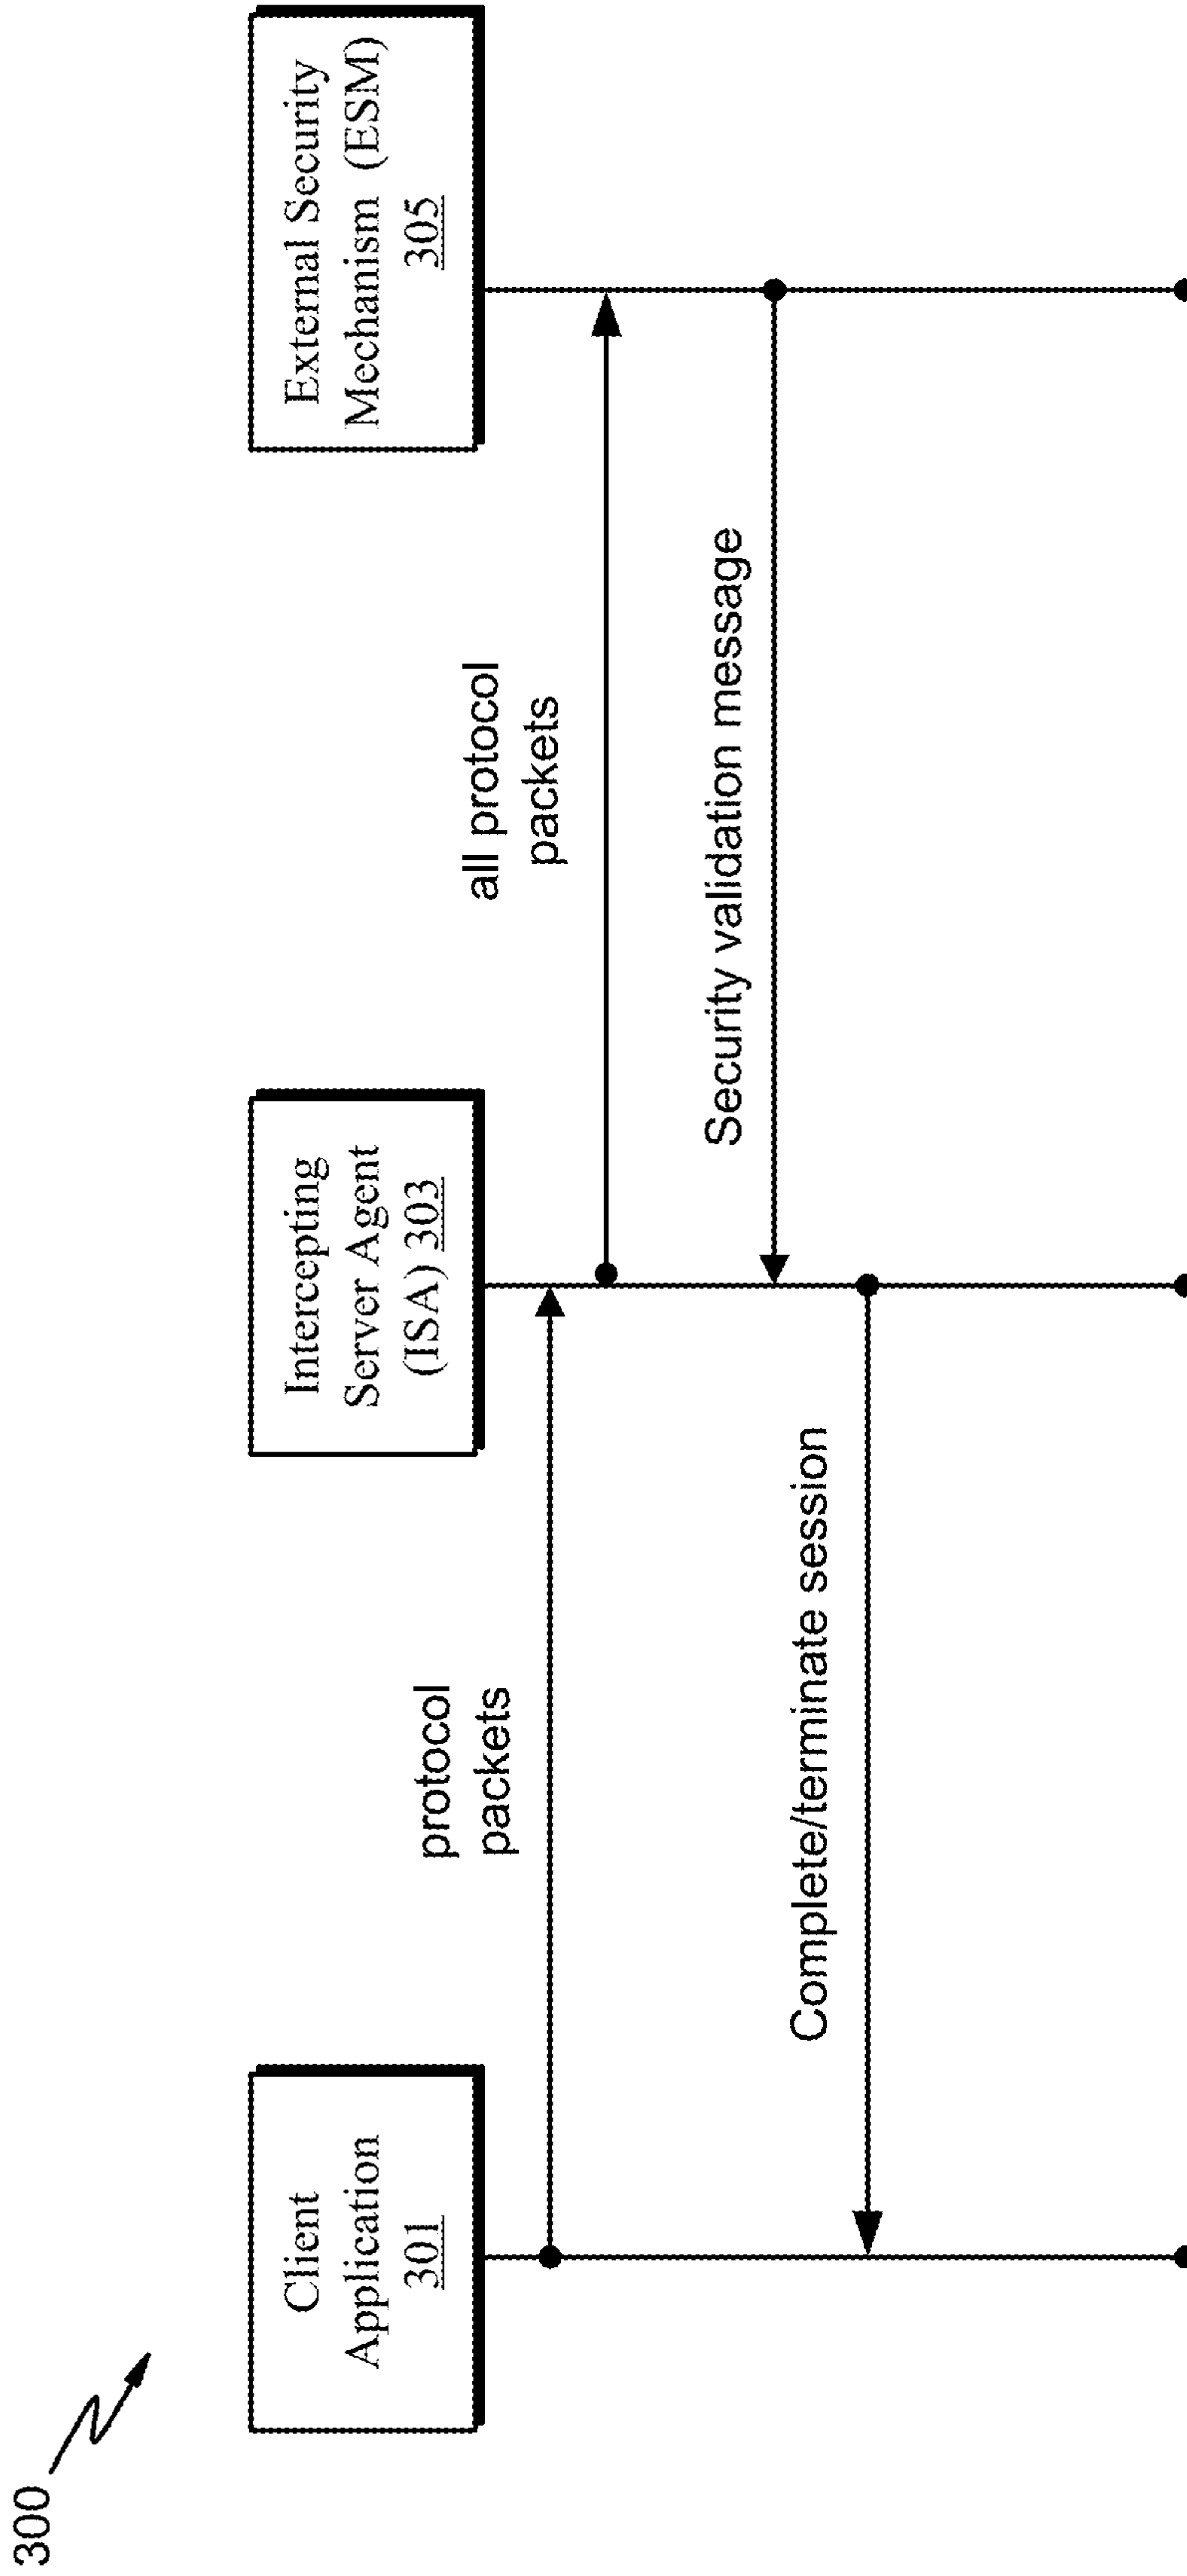 300
Client
Application
301
Intercepting
Server Agent
(ISA) 303
External Security
Mechanism (ESM)
305
protocol
packets
all protocol
packets
Security validation message
Complete/terminate session